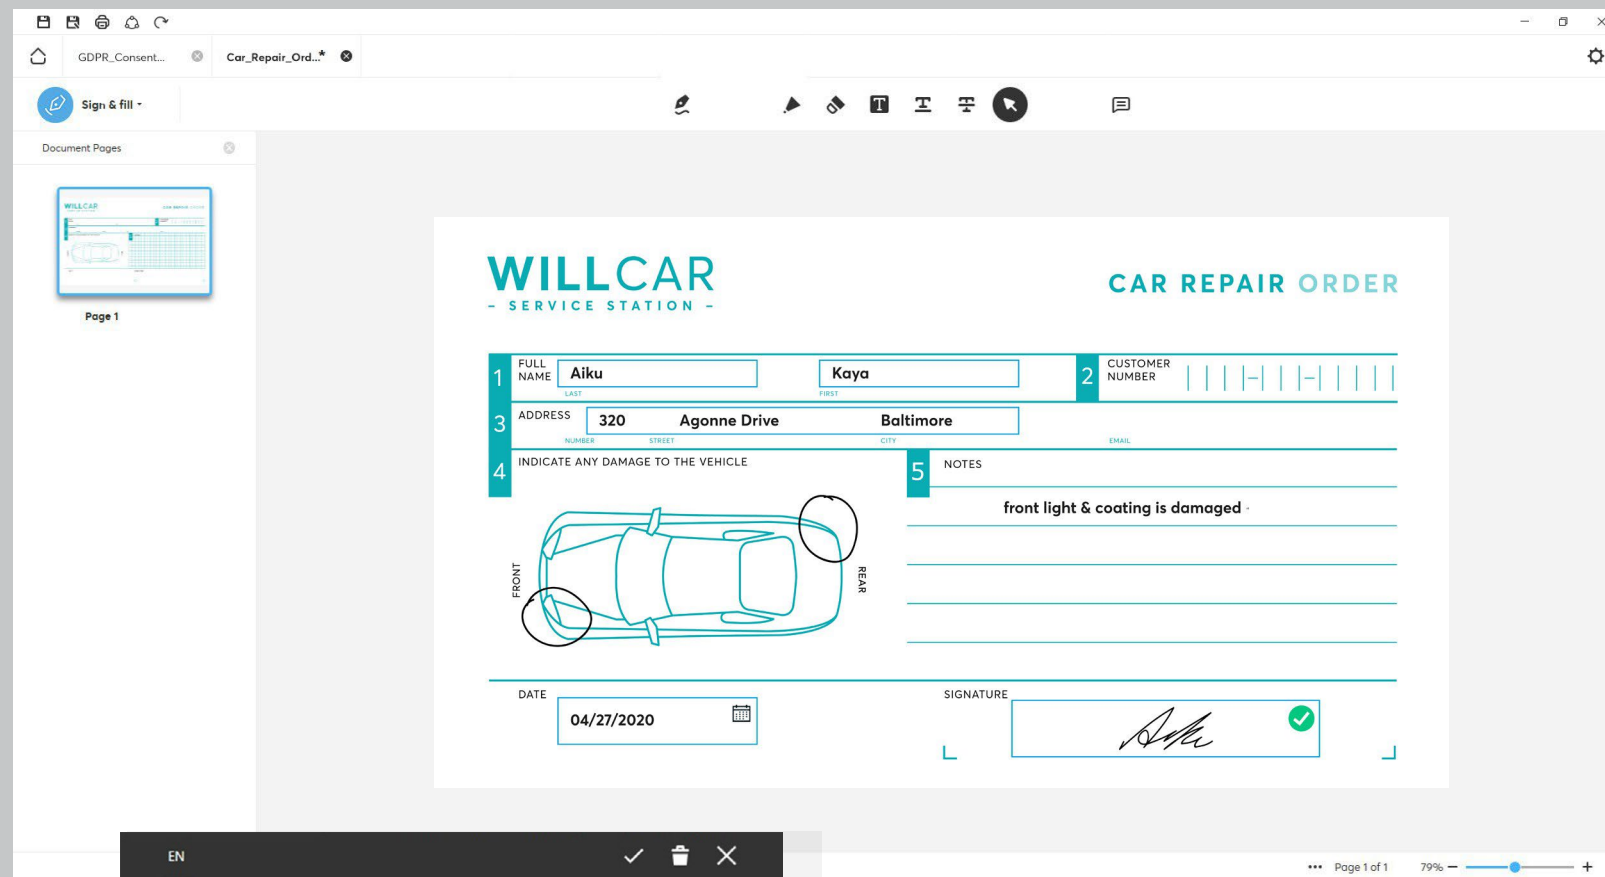 GDPR_Consent...
Car_Repair_Ord...*
Sign & fill
Document Pages
WILLCAR
CAR REPAIR ORDER
Page 1
WILLCAR
- SERVICE STATION -
CAR REPAIR ORDER
1 FULL NAME Aiku Kaya
LAST FIRST
2 CUSTOMER NUMBER
3 ADDRESS 320 Agonne Drive Baltimore
NUMBER STREET CITY EMAIL
4 INDICATE ANY DAMAGE TO THE VEHICLE
FRONT
REAR
5 NOTES
front light & coating is damaged
DATE
04/27/2020
SIGNATURE
EN
Page 1 of 1 79%